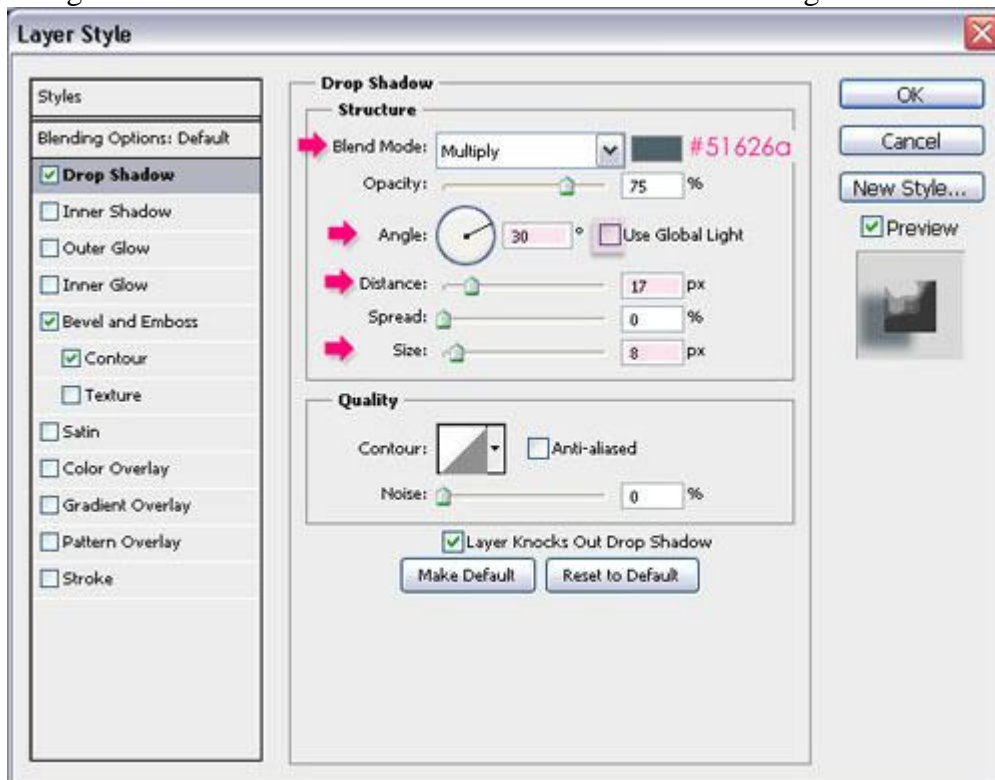 Layer Style
Styles
Blending Options: Default
Drop Shadow
Inner Shadow
Outer Glow
Inner Glow
Bevel and Emboss
Contour
Texture
Satin
Color Overlay
Gradient Overlay
Pattern Overlay
Stroke
Drop Shadow
Structure
Blend Mode: Multiply #51626a
Opacity: 75 %
Angle: 30 ° Use Global Light
Distance: 17 px
Spread: 0 %
Size: 8 px
Quality
Contour: Anti-aliased
Noise: 0 %
Layer Knocks Out Drop Shadow
Make Default Reset to Default
OK
Cancel
New Style...
Preview